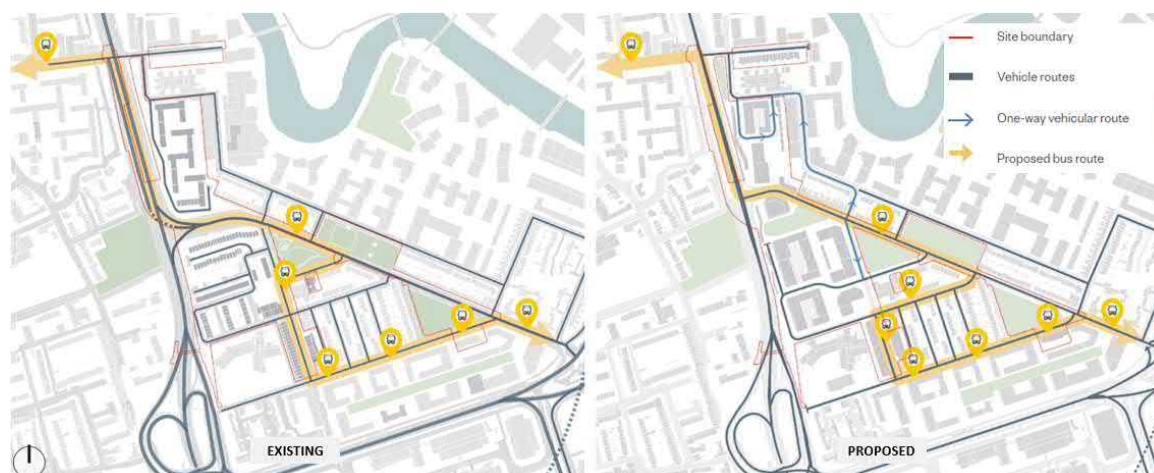 Site boundary
Vehicle routes
One-way vehicular route
Proposed bus route
EXISTING
PROPOSED